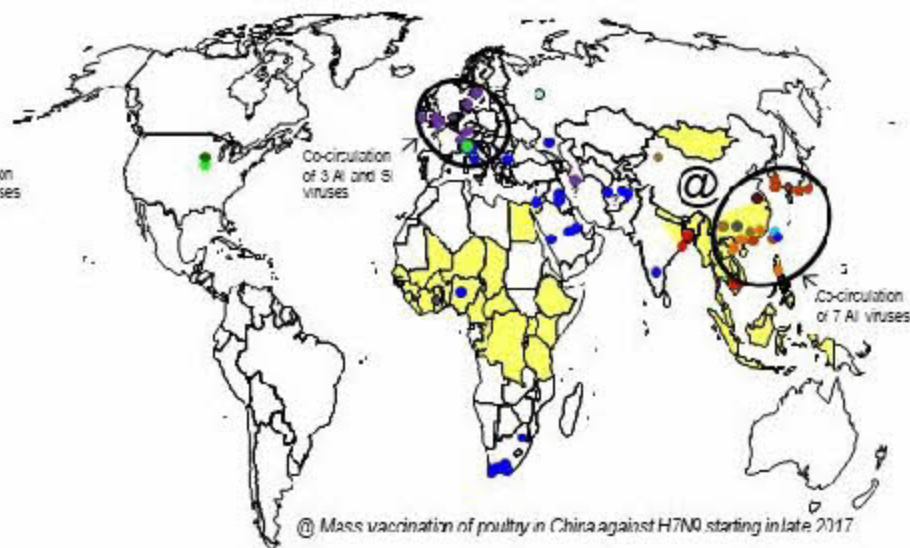 Co-circulation
of 3 AI and SI
viruses
@
Co-circulation
of 7 AI viruses
@ Mass vaccination of poultry in China against H7N9 starting in late 2017